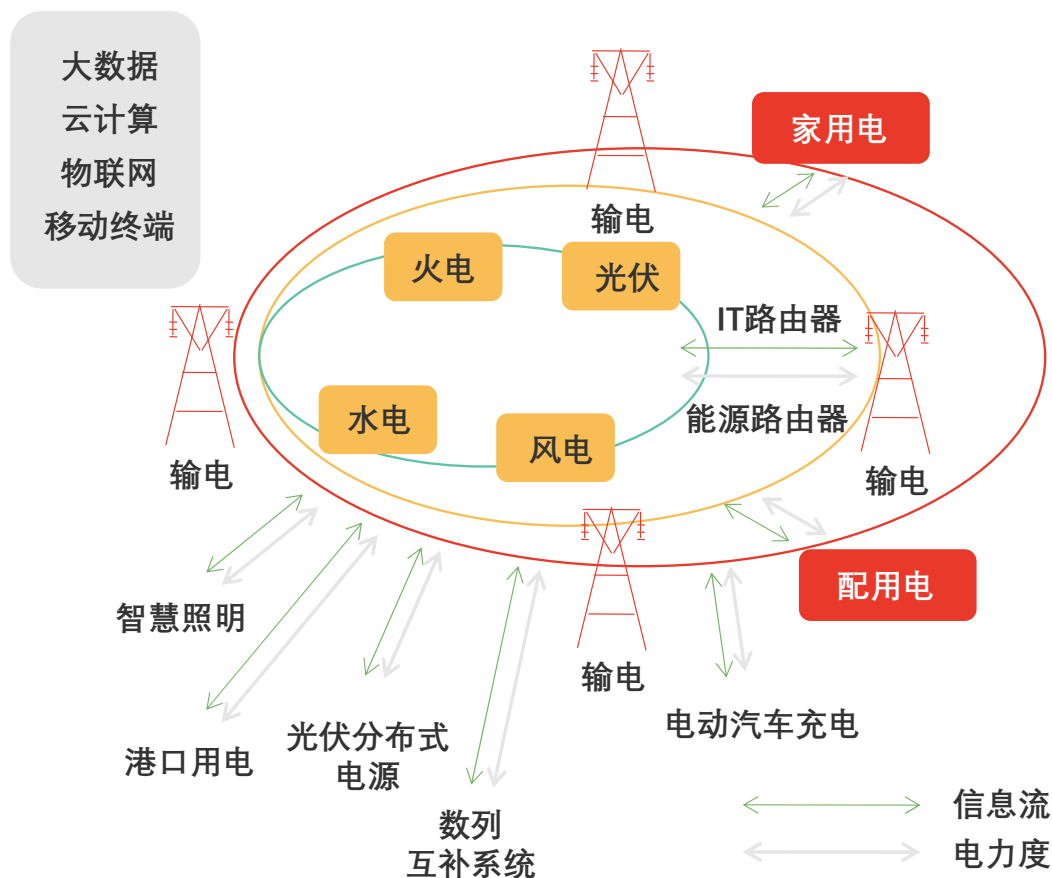 大数据
云计算
物联网
移动终端
家用电
输电
火电
光伏
IT路由器
水电
风电
能源路由器
输电
输电
配用电
智慧照明
输电
港口用电
光伏分布式
电源
电动汽车充电
数列
互补系统
信息流
电力度